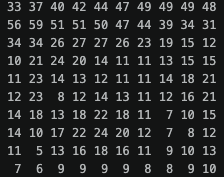 33 37 40 42 44 47 49 49 49 48
56 59 51 51 50 47 44 39 34 31
34 34 26 27 27 26 23 19 15 12
10 21 24 20 14 11 11 13 15 15
11 23 14 13 12 11 11 14 18 21
12 23 8 12 14 13 11 12 16 21
14 18 13 18 22 18 11 7 10 15
14 10 17 22 24 20 12 7 8 12
11 5 13 16 18 16 11 9 10 13
7 6 9 9 9 9 8 8 9 10